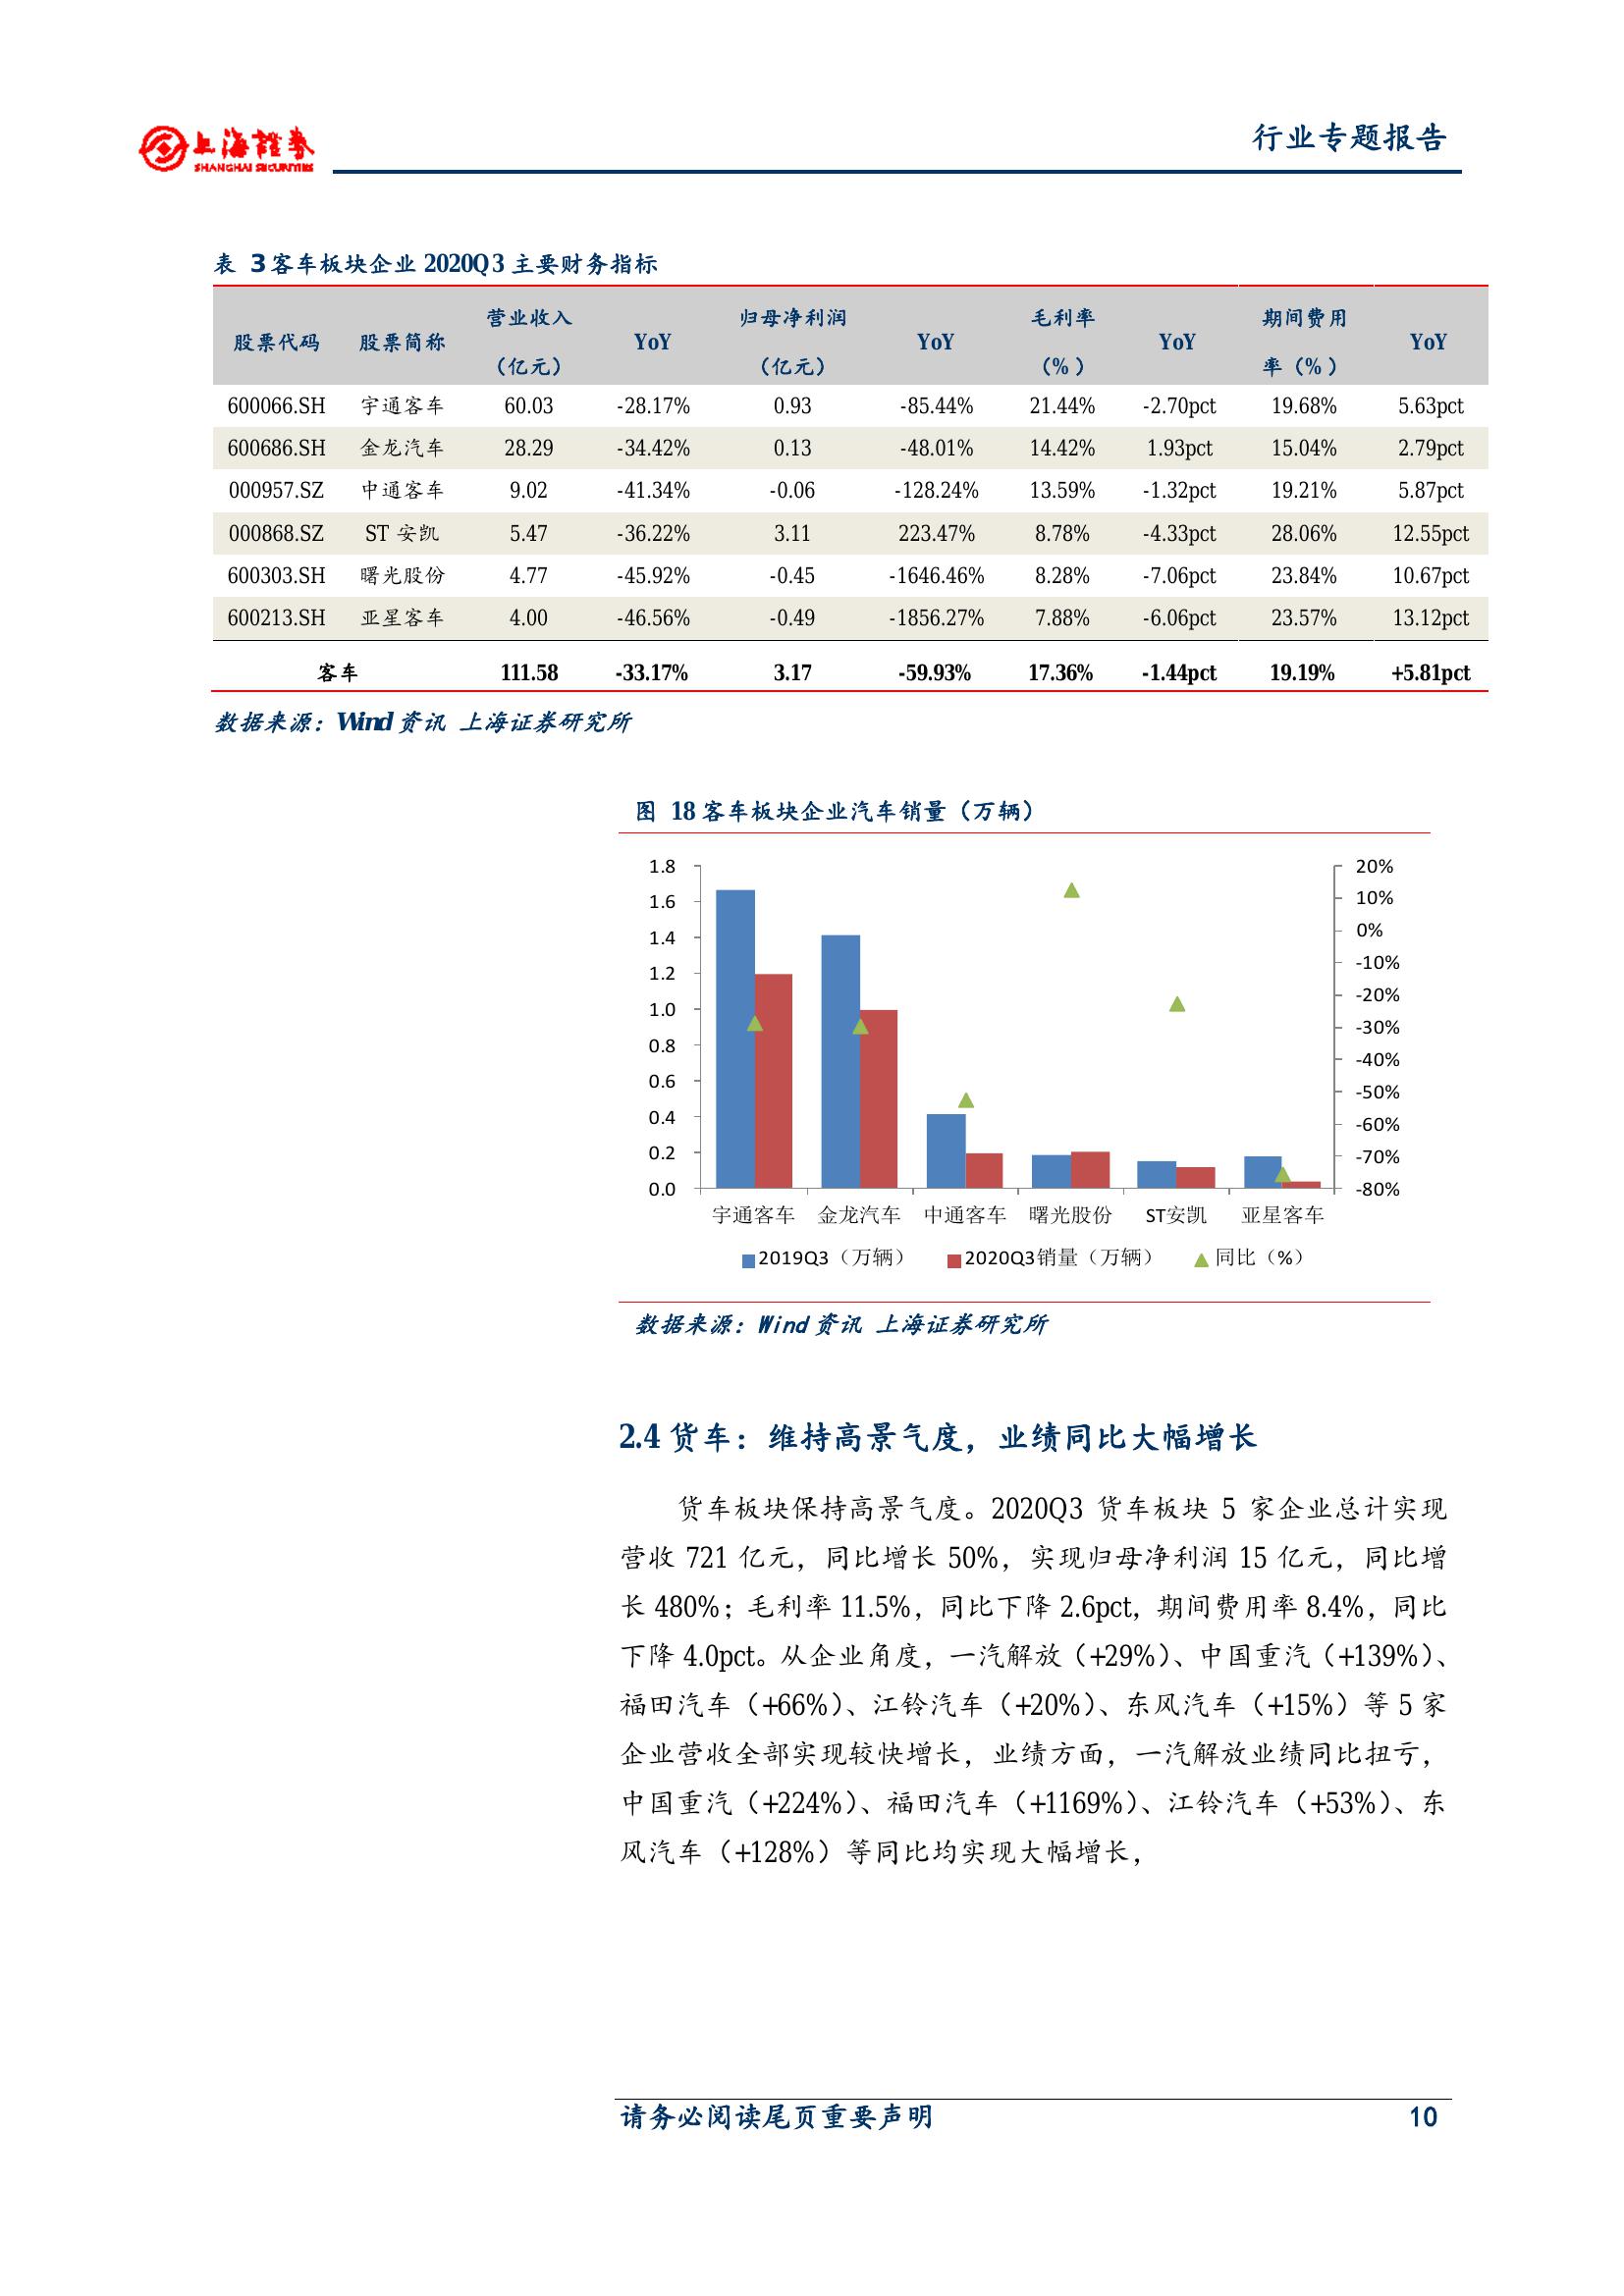 上海證券
SHANGHAI SECURITIES
行业专题报告
表 3客车板块企业 2020Q3 主要财务指标
股票代码 股票简称 营业收入（亿元） YoY 归母净利润（亿元） YoY 毛利率（%） YoY 期间费用率（%） YoY
600066.SH 宇通客车 60.03 -28.17% 0.93 -85.44% 21.44% -2.70pct 19.68% 5.63pct
600686.SH 金龙汽车 28.29 -34.42% 0.13 -48.01% 14.42% 1.93pct 15.04% 2.79pct
000957.SZ 中通客车 9.02 -41.34% -0.06 -128.24% 13.59% -1.32pct 19.21% 5.87pct
000868.SZ ST 安凯 5.47 -36.22% 3.11 223.47% 8.78% -4.33pct 28.06% 12.55pct
600303.SH 曙光股份 4.77 -45.92% -0.45 -1646.46% 8.28% -7.06pct 23.84% 10.67pct
600213.SH 亚星客车 4.00 -46.56% -0.49 -1856.27% 7.88% -6.06pct 23.57% 13.12pct
客车 111.58 -33.17% 3.17 -59.93% 17.36% -1.44pct 19.19% +5.81pct
数据来源：Wind 资讯 上海证券研究所
图 18 客车板块企业汽车销量（万辆）
1.8 20%
1.6 10%
1.4 0%
1.2 -10%
1.0 -20%
0.8 -30%
0.6 -40%
0.4 -50%
0.2 -60%
0.0 -70%
-80%
宇通客车 金龙汽车 中通客车 曙光股份 ST安凯 亚星客车
2019Q3（万辆） 2020Q3销量（万辆） 同比（%）
数据来源：Wind 资讯 上海证券研究所
2.4 货车：维持高景气度，业绩同比大幅增长
货车板块保持高景气度。2020Q3 货车板块 5 家企业总计实现
营收 721 亿元，同比增长 50%，实现归母净利润 15 亿元，同比增
长 480%；毛利率 11.5%，同比下降 2.6pct，期间费用率 8.4%，同比
下降 4.0pct。从企业角度，一汽解放（+29%）、中国重汽（+139%）、
福田汽车（+66%）、江铃汽车（+20%）、东风汽车（+15%）等 5 家
企业营收全部实现较快增长，业绩方面，一汽解放业绩同比扭亏，
中国重汽（+224%）、福田汽车（+1169%）、江铃汽车（+53%）、东
风汽车（+128%）等同比均实现大幅增长，
请务必阅读尾页重要声明 10